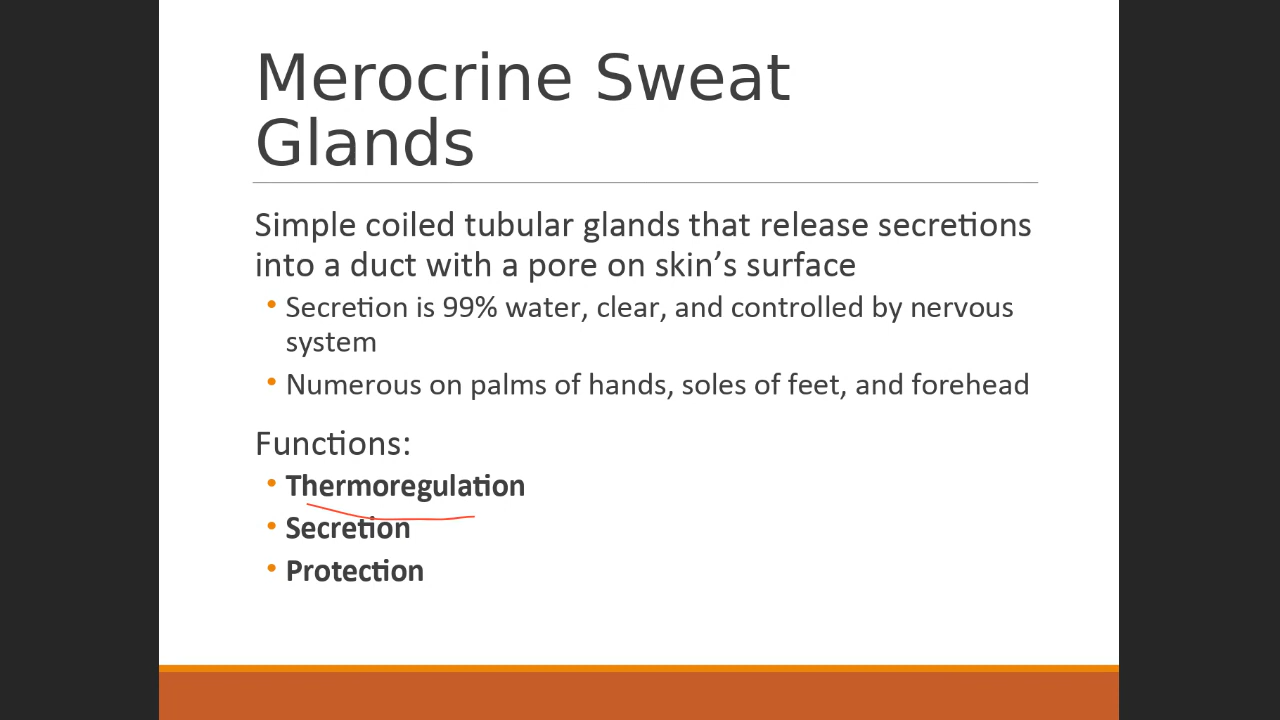 Merocrine Sweat
Glands
Simple coiled tubular glands that release secretions
into a duct with a pore on skin’s surface
• Secretion is 99% water, clear, and controlled by nervous
system
• Numerous on palms of hands, soles of feet, and forehead
Functions:
• Thermoregulation
• Secretion
• Protection